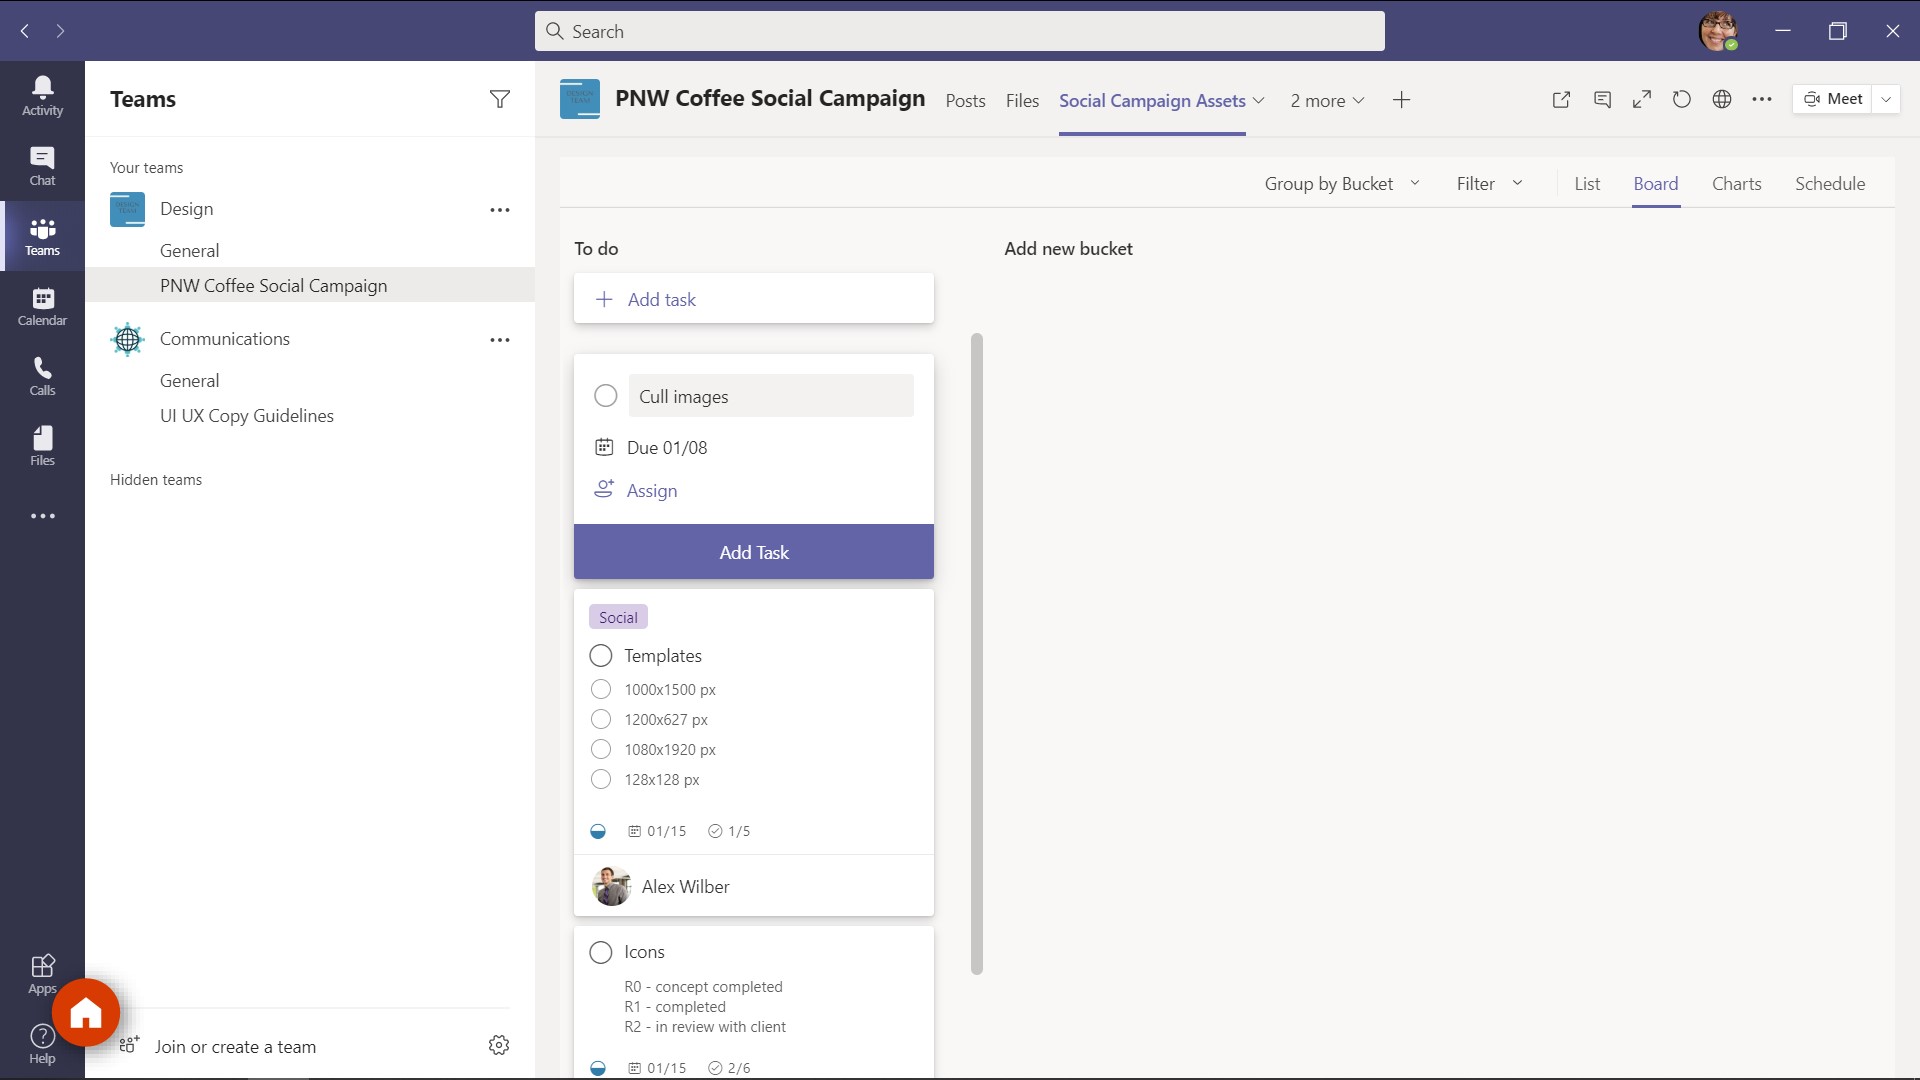 Search
Activity
Chat
Teams
Calendar
Calls
Files
Apps
Help
Teams
Your teams
Design
General
PNW Coffee Social Campaign
Communications
General
UI UX Copy Guidelines
Hidden teams
Join or create a team
PNW Coffee Social Campaign
Posts
Files
Social Campaign Assets
2 more
Meet
Group by Bucket
Filter
List
Board
Charts
Schedule
To do
Add new bucket
Add task
Cull images
Due 01/08
Assign
Add Task
Social
Templates
1000x1500 px
1200x627 px
1080x1920 px
128x128 px
01/15 1/5
Alex Wilber
Icons
R0 - concept completed
R1 - completed
R2 - in review with client
01/15 2/6